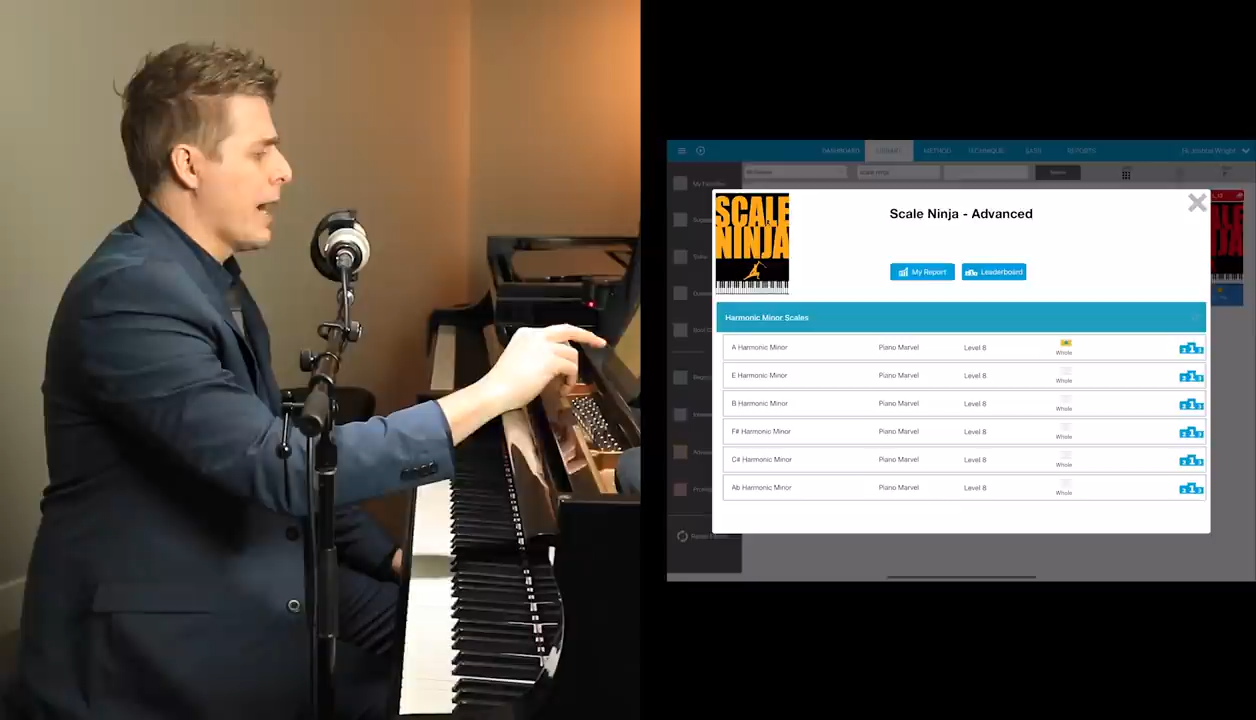 DASHBOARD LIBRARY METHOD TECHNIQUE SASR REPORTS
scale ninja
SCALE
NINJA
Scale Ninja - Advanced
My Report Leaderboard
Harmonic Minor Scales
A Harmonic Minor Piano Marvel Level 8 Whole
E Harmonic Minor Piano Marvel Level 8 Whole
B Harmonic Minor Piano Marvel Level 8 Whole
F# Harmonic Minor Piano Marvel Level 8 Whole
C# Harmonic Minor Piano Marvel Level 8 Whole
Ab Harmonic Minor Piano Marvel Level 8 Whole